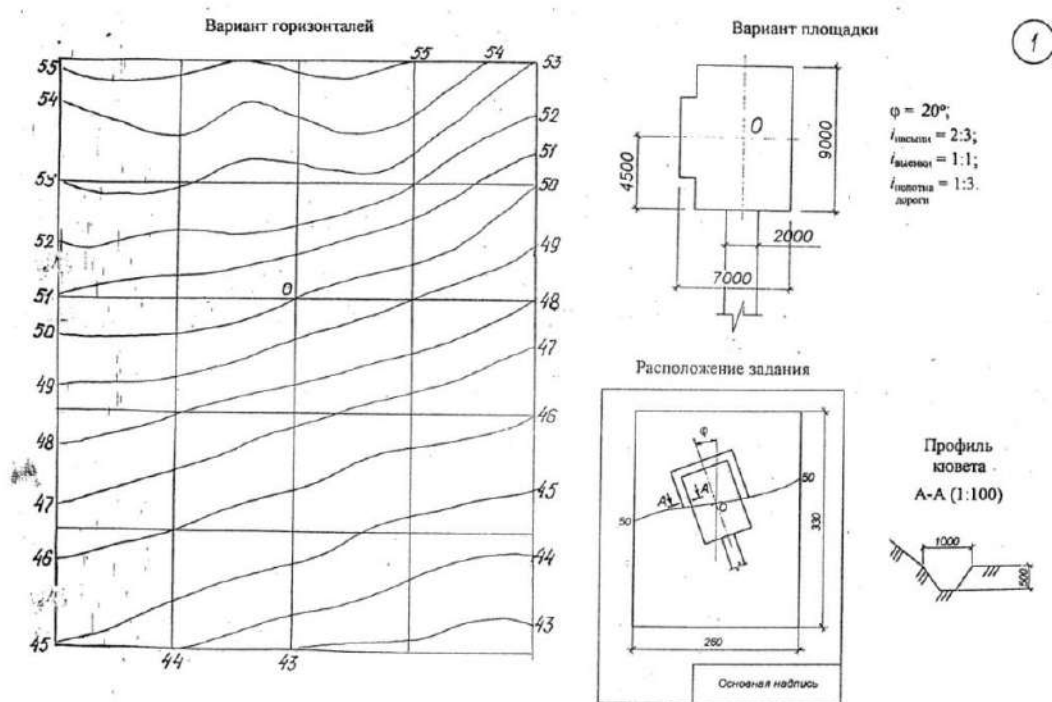 Вариант горизонталей
Вариант площадки
1
55
54
53
52
51
50
49
48
47
46
45
44
43
55
54
53
52
51
50
49
48
47
46
45
44
43
О
О
4500
9000
2000
7000
φ = 20°;
i насыпи = 2:3;
i выемки = 1:1;
i полотна дороги = 1:3.
Расположение задания
φ
А
А
О
50
50
330
260
Основная надпись
Профиль
кювета
А-А (1:100)
1000
500